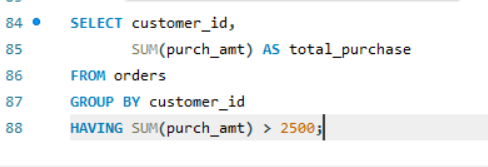 84 SELECT customer_id,
85 SUM(purch_amt) AS total_purchase
86 FROM orders
87 GROUP BY customer_id
88 HAVING SUM(purch_amt) > 2500;